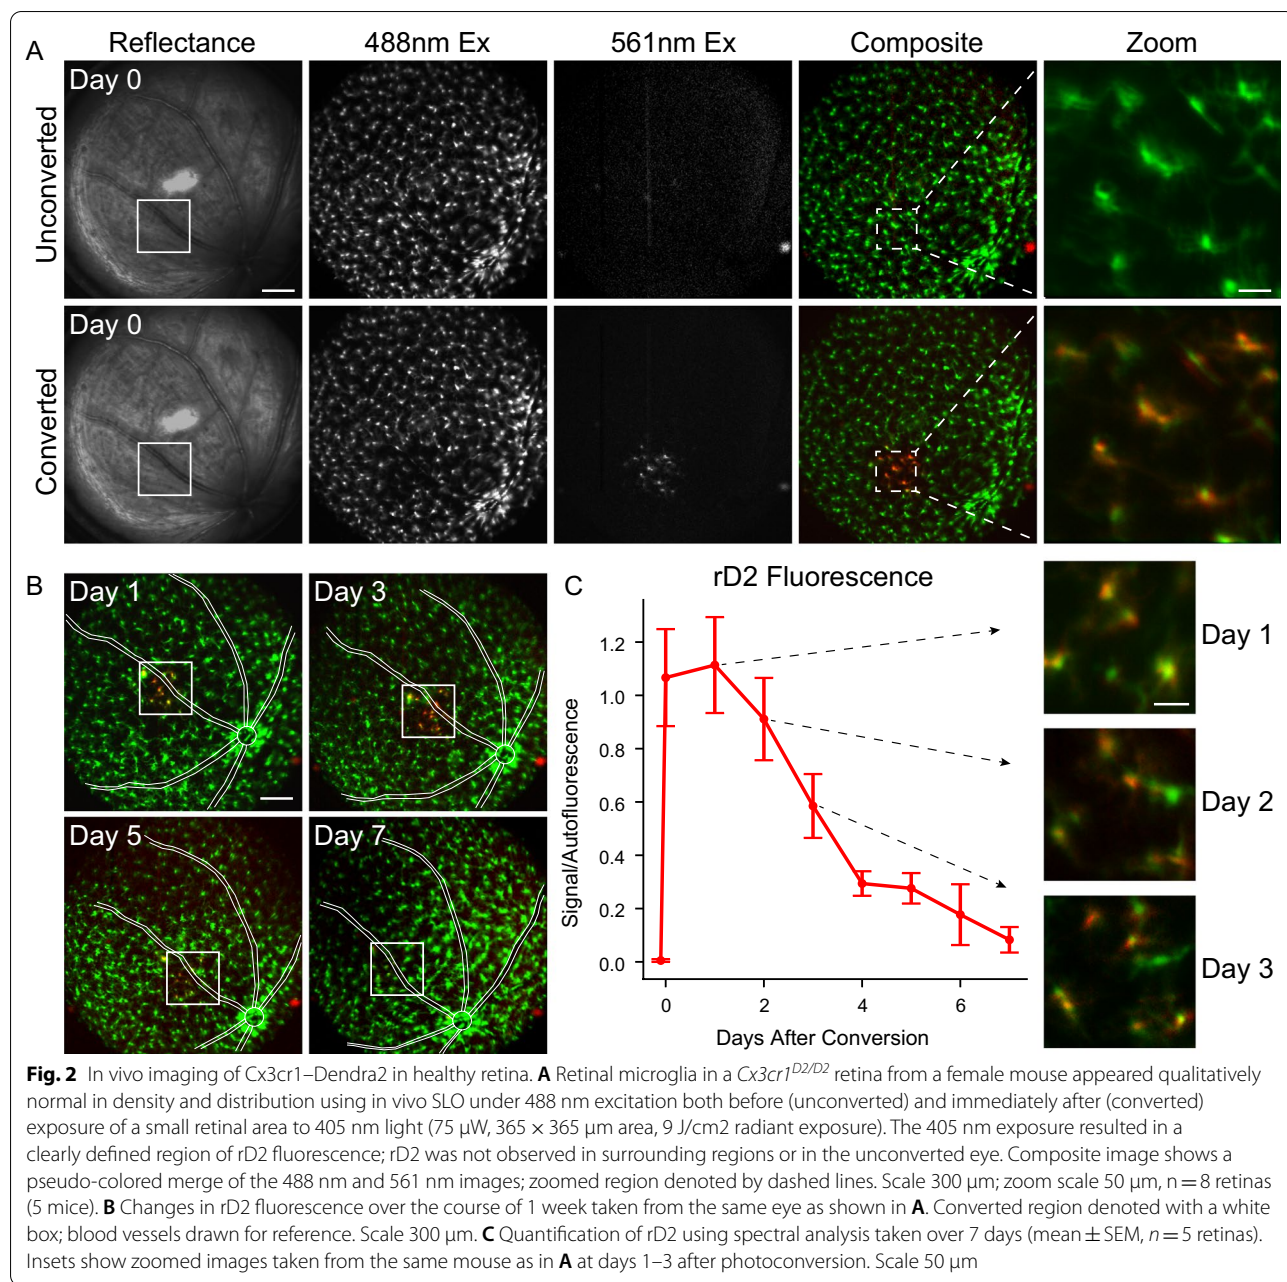 A
Reflectance 488nm Ex 561nm Ex Composite Zoom
Unconverted
Day 0
Converted
Day 0
B
Day 1
Day 3
Day 5
Day 7
C
rD2 Fluorescence
Signal/Autofluorescence
1.2
1.0
0.8
0.6
0.4
0.2
0.0
0 2 4 6
Days After Conversion
Day 1
Day 2
Day 3
Fig. 2 In vivo imaging of Cx3cr1–Dendra2 in healthy retina. A Retinal microglia in a Cx3cr1D2/D2 retina from a female mouse appeared qualitatively
normal in density and distribution using in vivo SLO under 488 nm excitation both before (unconverted) and immediately after (converted)
exposure of a small retinal area to 405 nm light (75 μW, 365 × 365 μm area, 9 J/cm2 radiant exposure). The 405 nm exposure resulted in a
clearly defined region of rD2 fluorescence; rD2 was not observed in surrounding regions or in the unconverted eye. Composite image shows a
pseudo-colored merge of the 488 nm and 561 nm images; zoomed region denoted by dashed lines. Scale 300 μm; zoom scale 50 μm, n = 8 retinas
(5 mice). B Changes in rD2 fluorescence over the course of 1 week taken from the same eye as shown in A. Converted region denoted with a white
box; blood vessels drawn for reference. Scale 300 μm. C Quantification of rD2 using spectral analysis taken over 7 days (mean ± SEM, n = 5 retinas).
Insets show zoomed images taken from the same mouse as in A at days 1–3 after photoconversion. Scale 50 μm